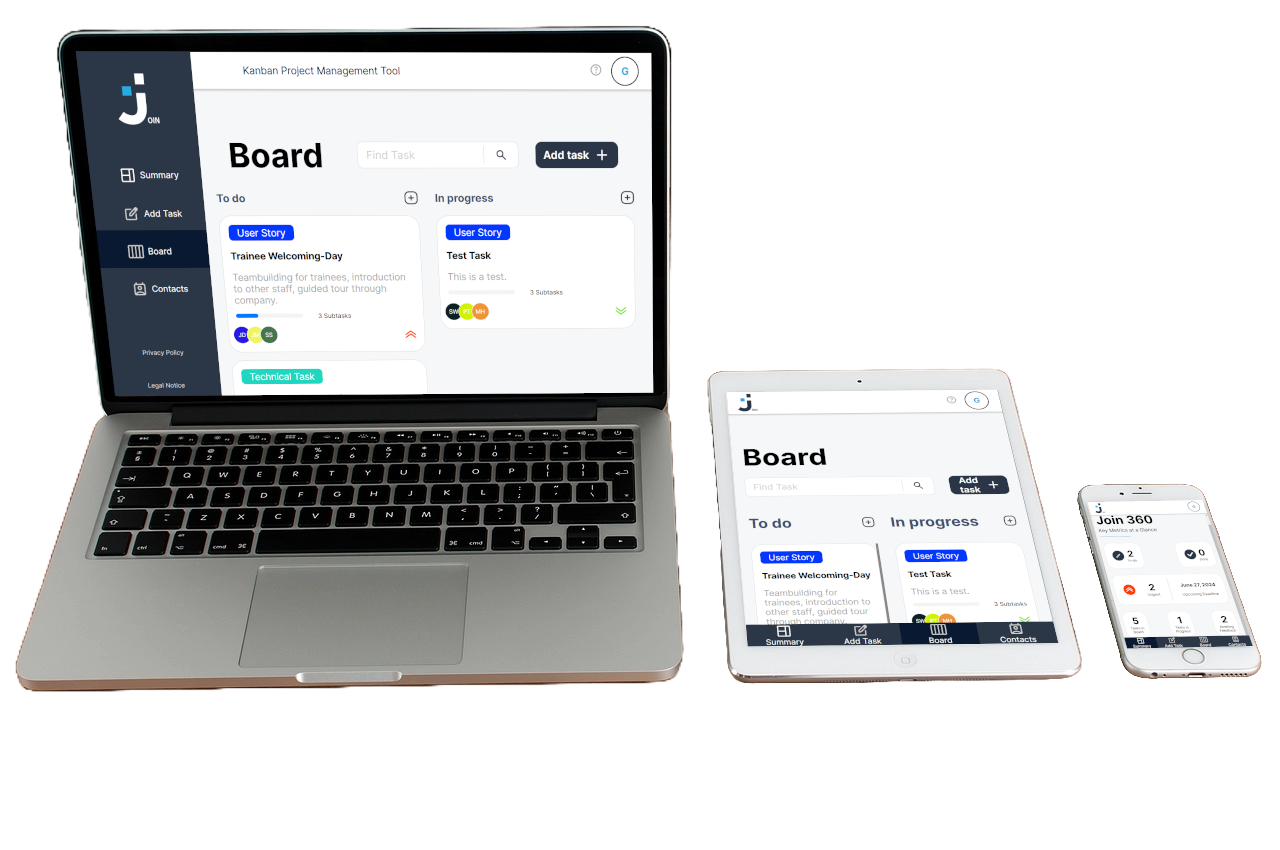 Kanban Project Management Tool
G
J
OIN
Board
Find Task
Add task
Summary
Add Task
Board
Contacts
Privacy Policy
Legal Notice
To do
In progress
User Story
Trainee Welcoming-Day
Teambuilding for trainees, introduction
to other staff, guided tour through
company.
3 Subtasks
JD
SS
Technical Task
User Story
Test Task
This is a test.
3 Subtasks
SW PT MH
esc
Q W E R T Y U I O P
A S D F G H J K L
Z X C V B N M
fn ctrl cmd
cmd
G
Board
Find Task
Add
task
To do
In progress
User Story
Trainee Welcoming-Day
Teambuilding for
trainees, introduction
to other staff, guided
tour through
company.
User Story
Test Task
This is a test.
3 Subtasks
SW PT MH
Summary
Add Task
Board
Contacts
Join 360
Key Metrics at a Glance
2
0
2
Urgent
June 27, 2024
Upcoming Deadline
5
Tasks in
Board
1
Tasks in
Progress
2
Awaiting
Feedback
Summary
Add Task
Board
Contacts